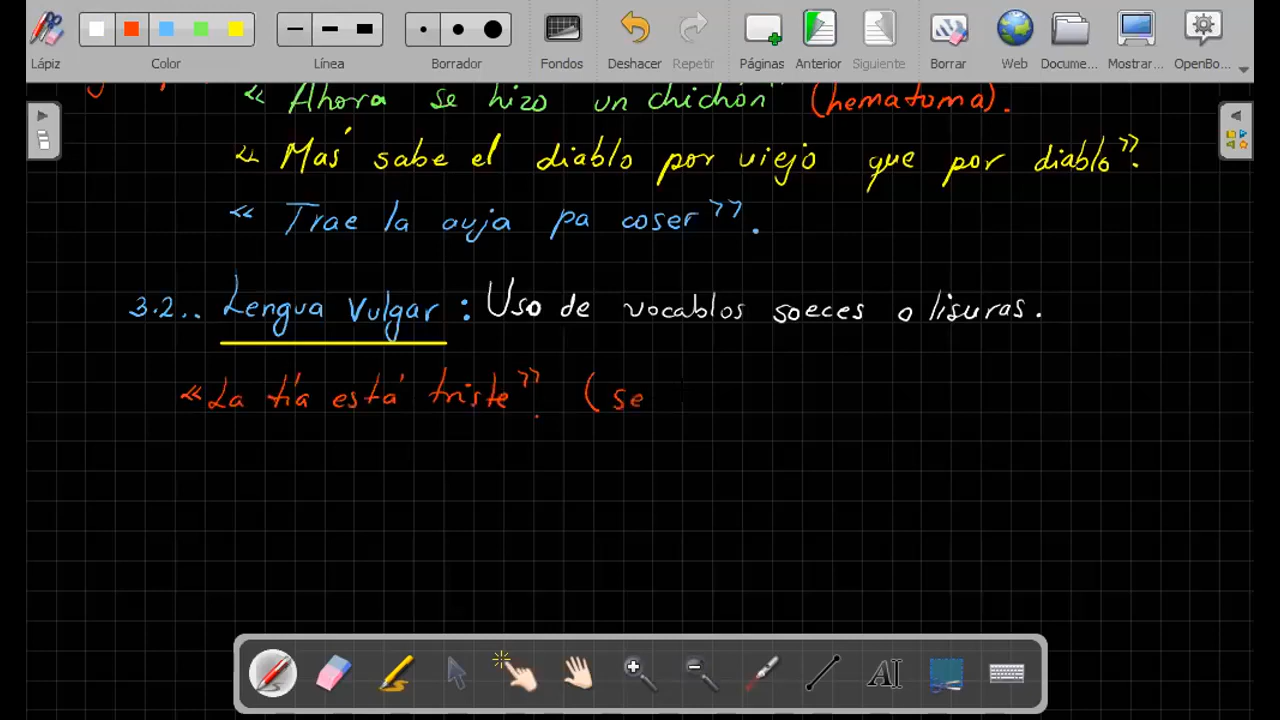 Lápiz Color Línea Borrador Fondos Deshacer Repetir Páginas Anterior Siguiente Borrar Web Docume... Mostrar... OpenBo...
« Ahora se hizo un chichón" (hematoma).
« Más sabe el diablo por viejo que por diablo".
« Trae la auja pa coser".
3.2.. Lengua Vulgar : Uso de vocablos soeces o lisuras.
«La tía está triste". (se
AI